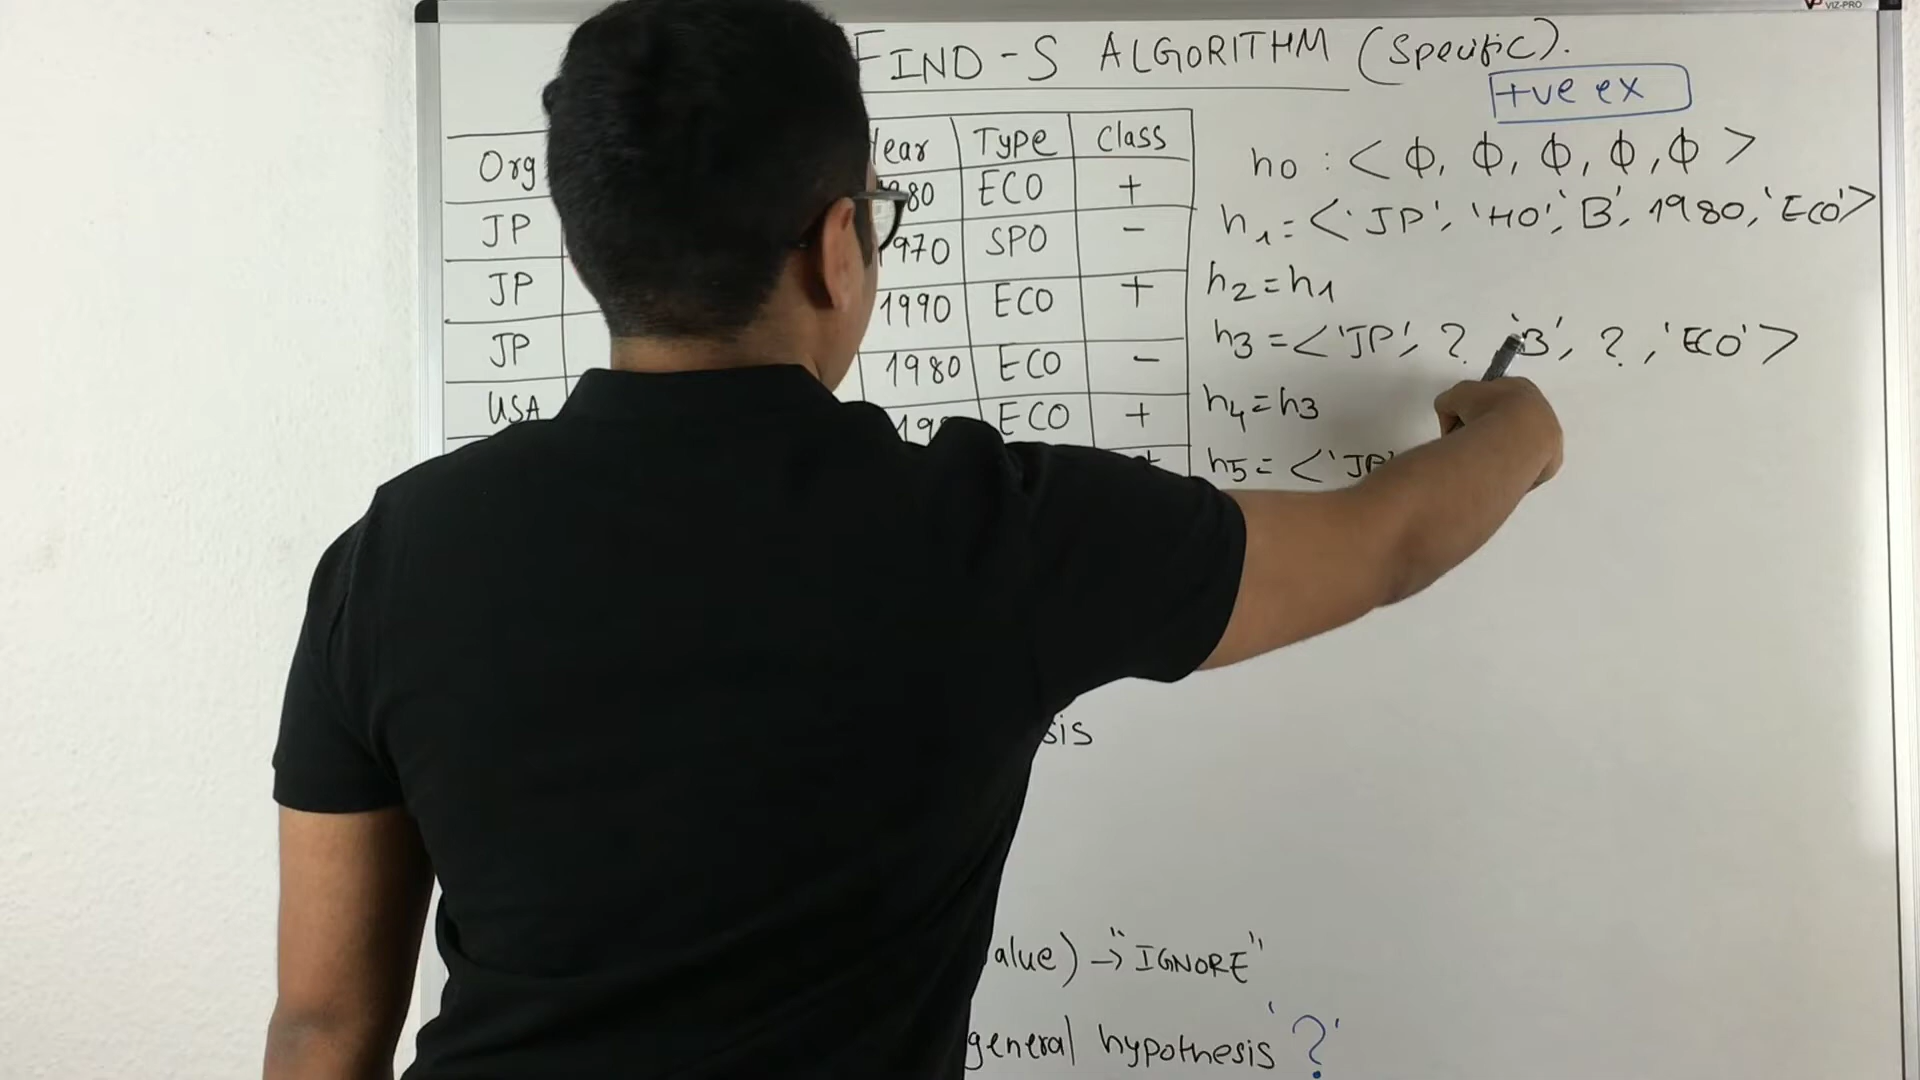 VIZ-PRO
FIND-S ALGORITHM (Specific).
+ve ex
Org Year Type Class
JP 1980 ECO +
JP 1970 SPO -
JP 1990 ECO +
USA 1980 ECO -
ECO +
+
h0 : < Φ, Φ, Φ, Φ, Φ >
h1 = < 'JP', 'HO', 'B', 1980, 'ECO' >
h2 = h1
h3 = < 'JP', ? 'B', ?, 'ECO' >
h4 = h3
h5 = < 'JP'
sis
alue) → "IGNORE"
general hypothesis '?'